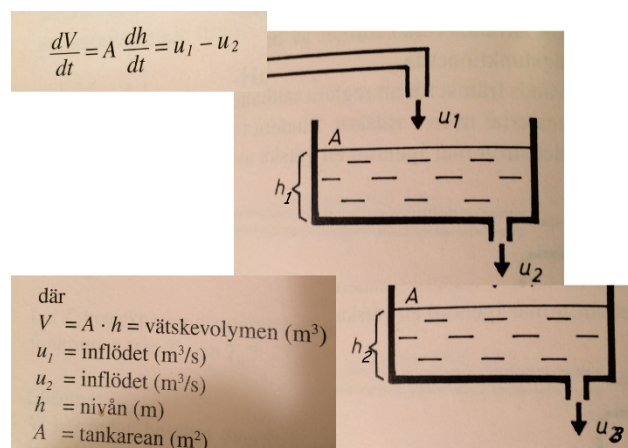 dV/dt = A dh/dt = u₁ − u₂
u1
A
h1
u2
där
V = A · h = vätskevolymen (m³)
u₁ = inflödet (m³/s)
u₂ = inflödet (m³/s)
h = nivån (m)
A = tankarean (m²)
A
h2
u3